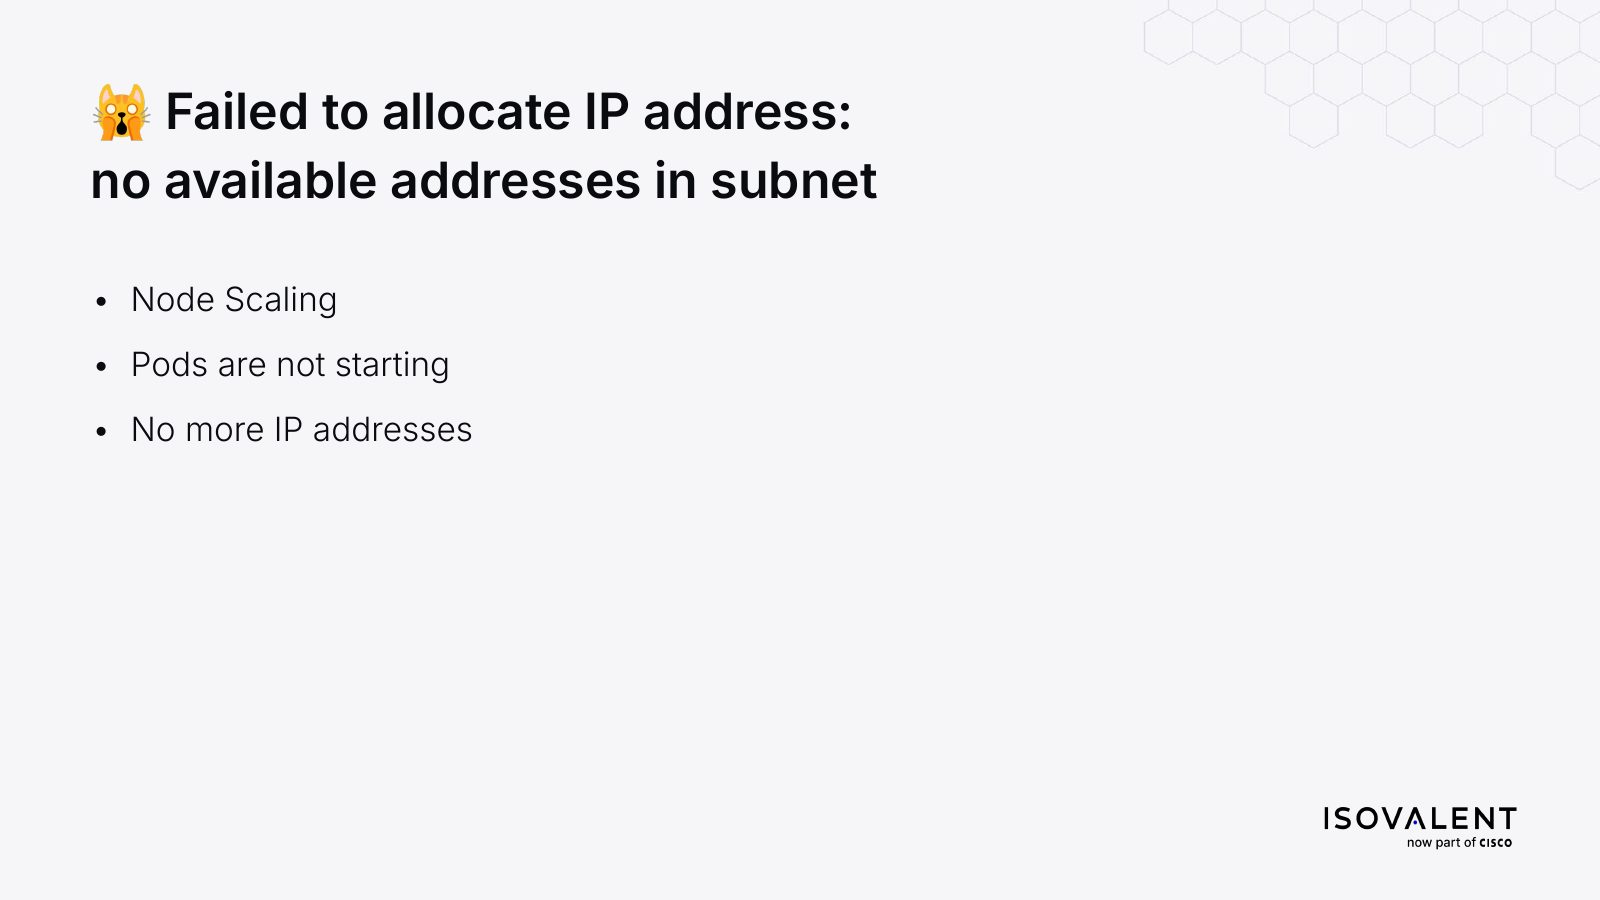 🙀 Failed to allocate IP address:
no available addresses in subnet
• Node Scaling
• Pods are not starting
• No more IP addresses
ISOVALENT
now part of CISCO